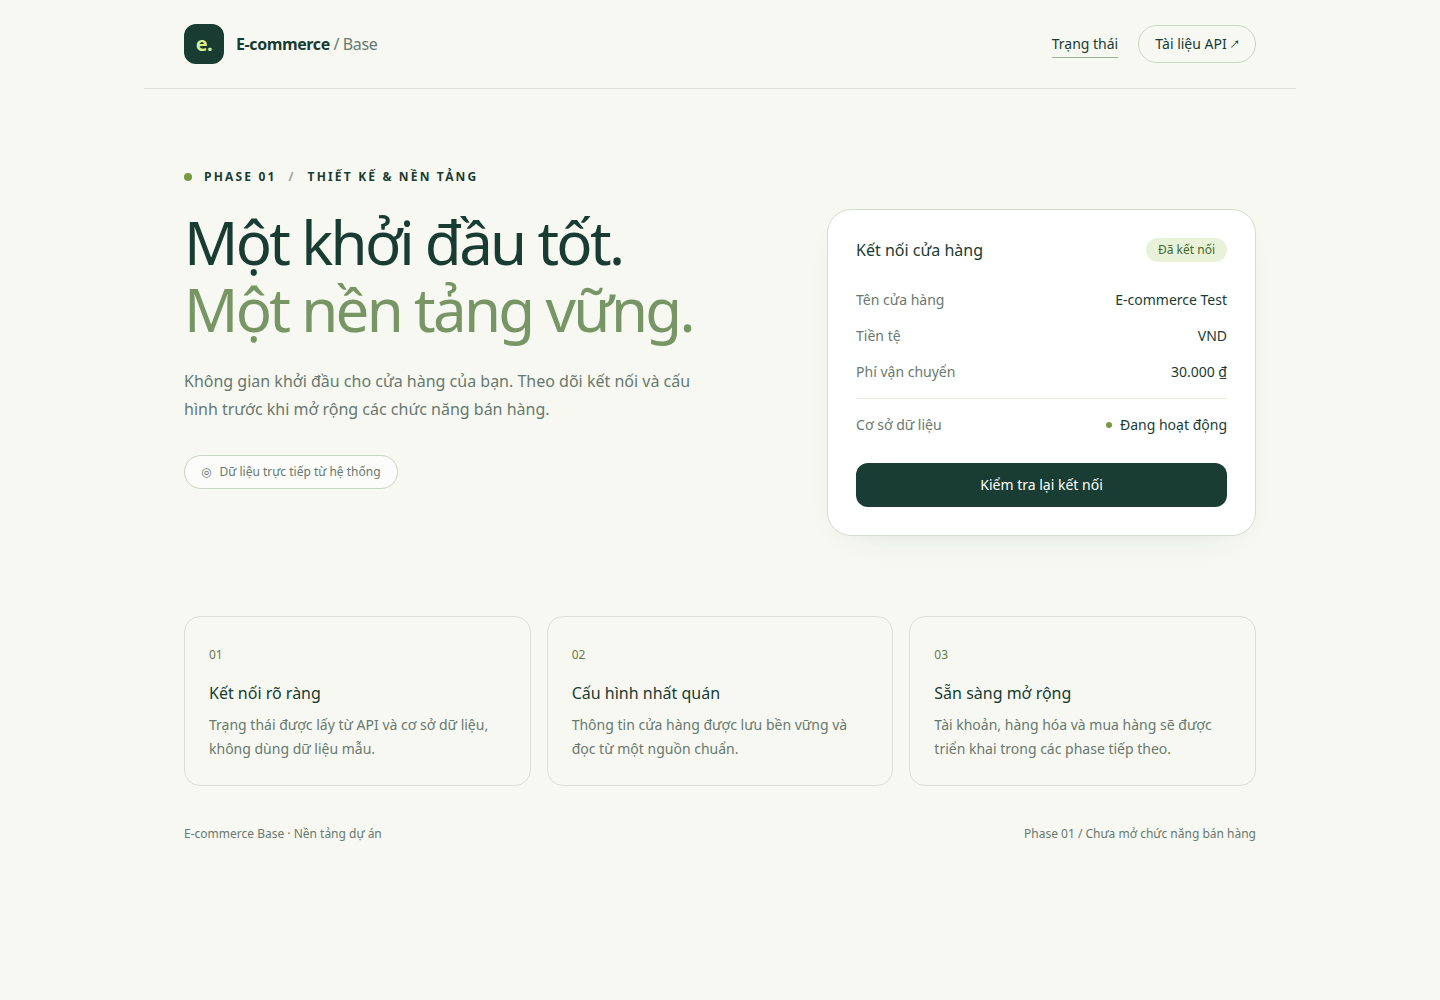 e. E-commerce / Base
Trạng thái
Tài liệu API ↗
PHASE 01 / THIẾT KẾ & NỀN TẢNG
Một khởi đầu tốt.
Một nền tảng vững.
Không gian khởi đầu cho cửa hàng của bạn. Theo dõi kết nối và cấu
hình trước khi mở rộng các chức năng bán hàng.
◎ Dữ liệu trực tiếp từ hệ thống
Kết nối cửa hàng
Đã kết nối
Tên cửa hàng E-commerce Test
Tiền tệ VND
Phí vận chuyển 30.000 ₫
Cơ sở dữ liệu Đang hoạt động
Kiểm tra lại kết nối
01
Kết nối rõ ràng
Trạng thái được lấy từ API và cơ sở dữ liệu,
không dùng dữ liệu mẫu.
02
Cấu hình nhất quán
Thông tin cửa hàng được lưu bền vững và
đọc từ một nguồn chuẩn.
03
Sẵn sàng mở rộng
Tài khoản, hàng hóa và mua hàng sẽ được
triển khai trong các phase tiếp theo.
E-commerce Base · Nền tảng dự án
Phase 01 / Chưa mở chức năng bán hàng